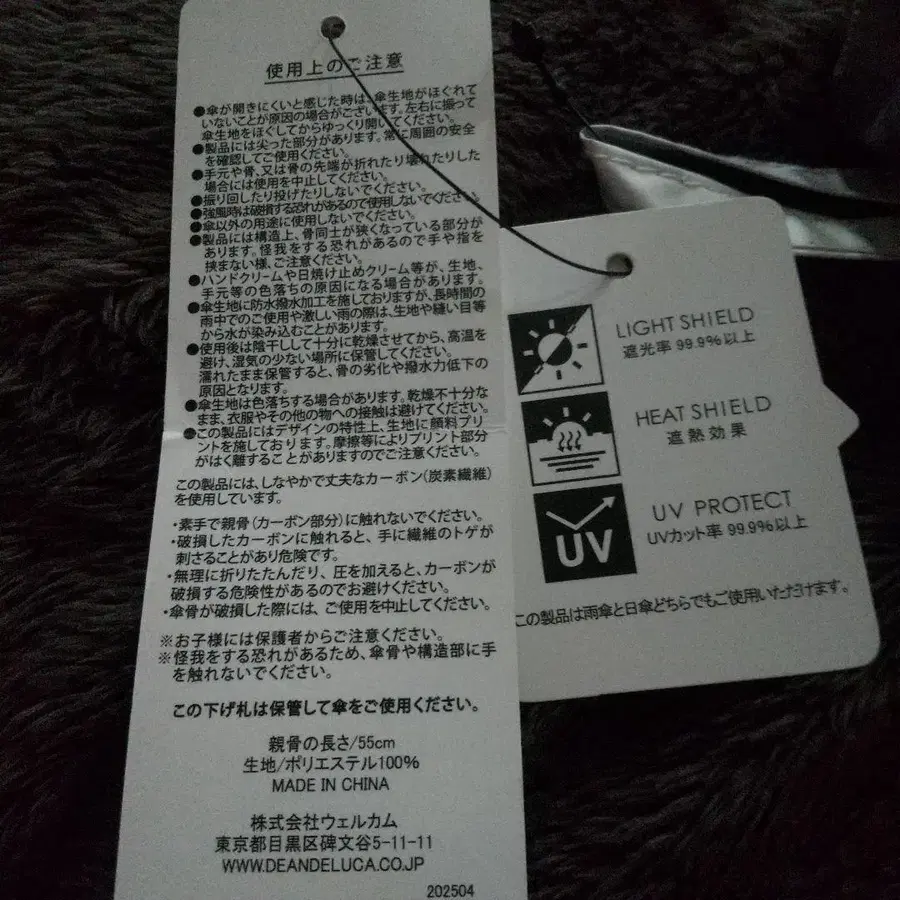 使用上のご注意
●傘が開きにくいと感じた時は、傘生地がほぐれて
いないことが原因の場合がございます。左右に振って
傘生地をほぐしてからゆっくり開いてください。
●製品には尖った部分があります。常に周囲の安全
を確認してご使用ください。
●手元や骨、又は骨の先端が折れたり壊れたりした
場合には使用を中止してください。
●振り回したり投げたりしないでください。
●強風時は破損する恐れがあるので使用しないでください。
●傘以外の用途に使用しないでください。
●製品には構造上、骨同士が狭くなっている部分が
あります。怪我をする恐れがあるので手や指を
挟まない様、ご注意ください。
●ハンドクリームや日焼け止めクリーム等が、生地、
手元等の色落ちの原因になる場合があります。
●傘生地に防水撥水加工を施しておりますが、長時間の
雨中でのご使用や激しい雨の際は、生地や縫い目等
から水が染み込むことがあります。
●使用後は陰干しして十分に乾燥させてから、高温を
避け、湿気の少ない場所に保管してください。
濡れたまま保管すると、骨の劣化や撥水力低下の
原因となります。
●傘生地は色落ちする場合があります。乾燥不十分な
まま、衣服やその他の物への接触は避けてください。
●この製品にはデザインの特性上、生地に顔料プリ
ントを施しております。摩擦等によりプリント部分
がはく離することがありますのでご注意ください。
この製品には、しなやかで丈夫なカーボン(炭素繊維)
を使用しています。
・素手で親骨(カーボン部分)に触れないでください。
・破損したカーボンに触れると、手に繊維のトゲが
刺さることがあり危険です。
・無理に折りたたんだり、圧を加えると、カーボンが
破損する危険性があるのでお避けください。
・傘骨が破損した際には、ご使用を中止してください。
※お子様には保護者からご注意ください。
※怪我をする恐れがあるため、傘骨や構造部に手
を触れないでください。
この下げ札は保管して傘をご使用ください。
親骨の長さ/55cm
生地/ポリエステル100%
MADE IN CHINA
株式会社ウェルカム
東京都目黒区碑文谷5-11-11
WWW.DEANDELUCA.CO.JP
202504
LIGHT SHIELD
遮光率 99.9%以上
HEAT SHIELD
遮熱効果
UV
UV PROTECT
UVカット率 99.9%以上
この製品は雨傘と日傘どちらでもご使用いただけます。